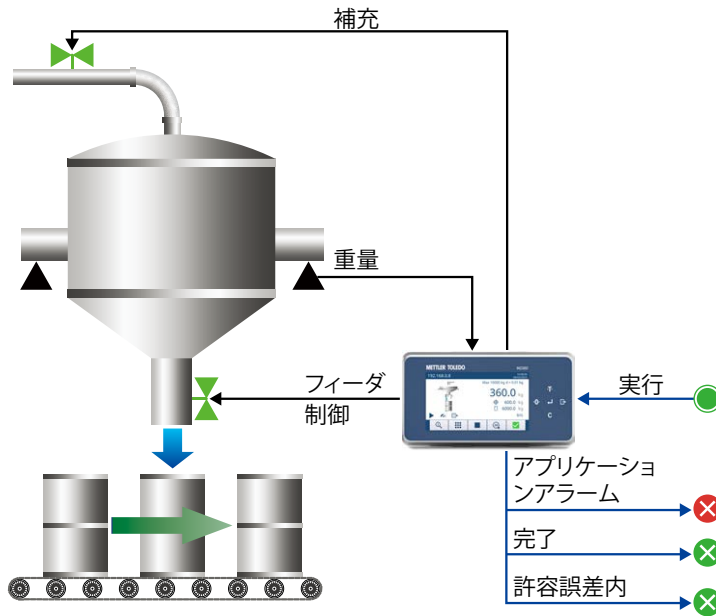 補充
重量
METTLER TOLEDO
360.0 kg
フィーダ
制御
実行
C
アプリケーショ
ンアラーム
完了
許容誤差内